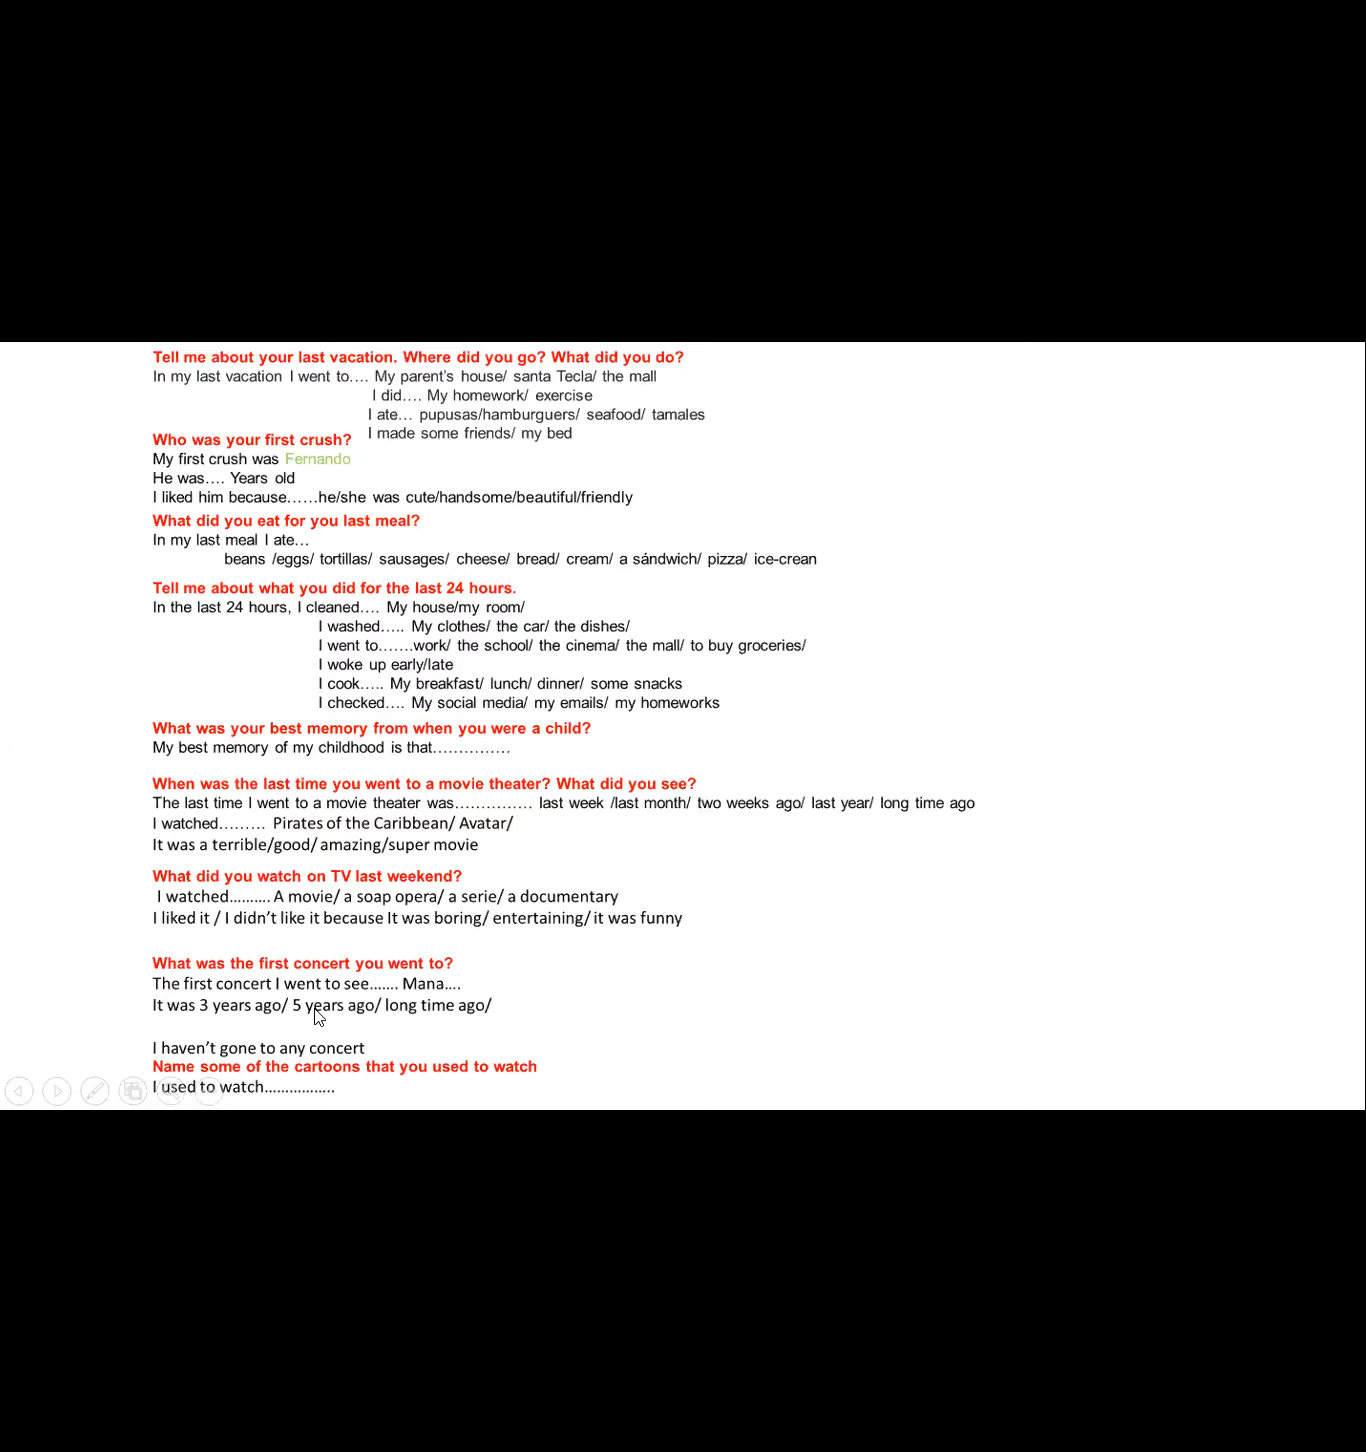 Tell me about your last vacation. Where did you go? What did you do?
In my last vacation I went to…. My parent's house/ santa Tecla/ the mall
I did…. My homework/ exercise
I ate… pupusas/hamburguers/ seafood/ tamales
I made some friends/ my bed
Who was your first crush?
My first crush was Fernando
He was…. Years old
I liked him because……he/she was cute/handsome/beautiful/friendly
What did you eat for you last meal?
In my last meal I ate…
beans /eggs/ tortillas/ sausages/ cheese/ bread/ cream/ a sándwich/ pizza/ ice-crean
Tell me about what you did for the last 24 hours.
In the last 24 hours, I cleaned…. My house/my room/
I washed….. My clothes/ the car/ the dishes/
I went to…….work/ the school/ the cinema/ the mall/ to buy groceries/
I woke up early/late
I cook….. My breakfast/ lunch/ dinner/ some snacks
I checked…. My social media/ my emails/ my homeworks
What was your best memory from when you were a child?
My best memory of my childhood is that……………
When was the last time you went to a movie theater? What did you see?
The last time I went to a movie theater was…………… last week /last month/ two weeks ago/ last year/ long time ago
I watched……… Pirates of the Caribbean/ Avatar/
It was a terrible/good/ amazing/super movie
What did you watch on TV last weekend?
I watched………. A movie/ a soap opera/ a serie/ a documentary
I liked it / I didn't like it because It was boring/ entertaining/ it was funny
What was the first concert you went to?
The first concert I went to see……. Mana….
It was 3 years ago/ 5 years ago/ long time ago/
I haven't gone to any concert
Name some of the cartoons that you used to watch
I used to watch…………….